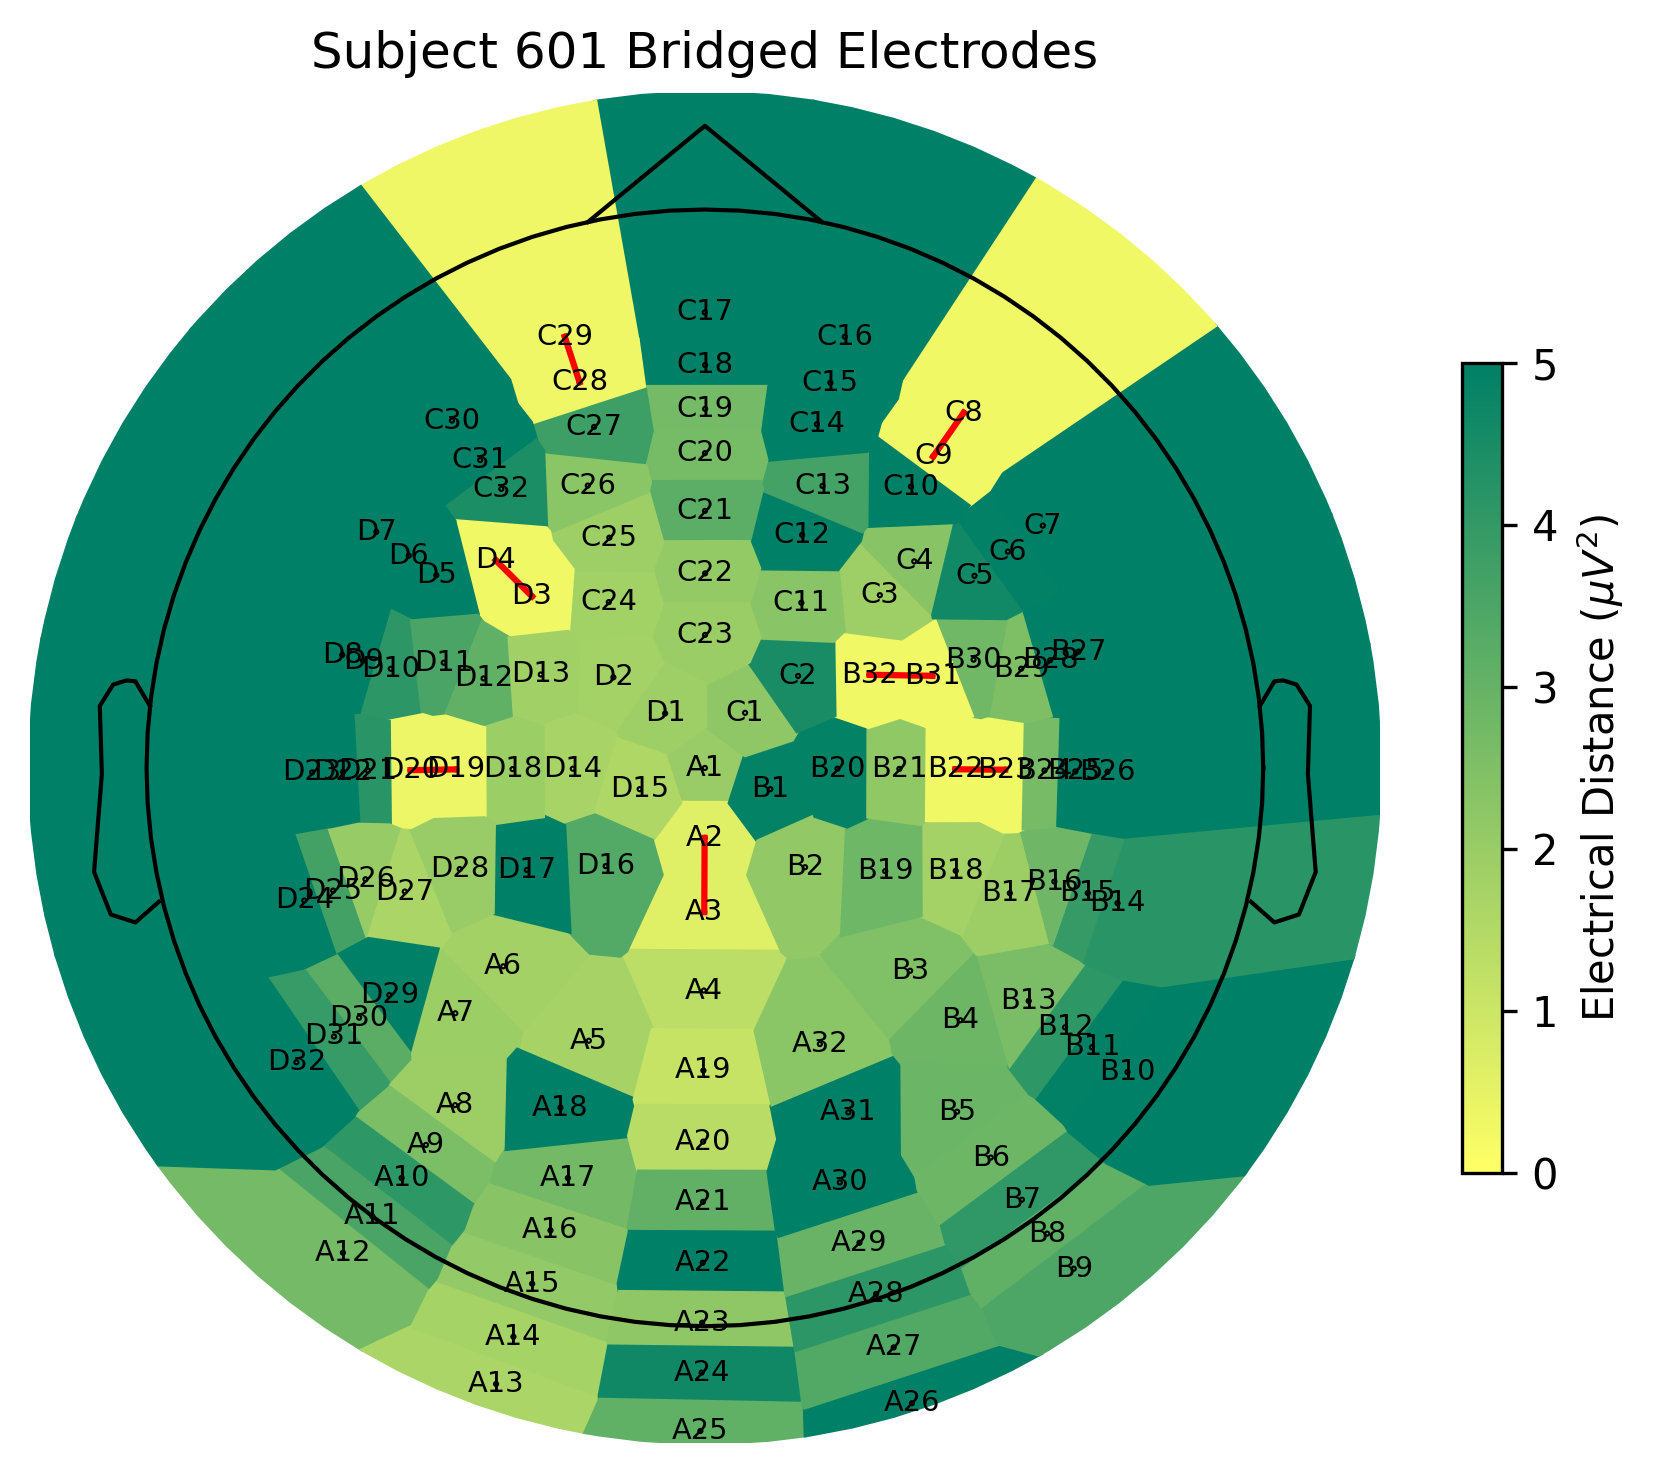 Subject 601 Bridged Electrodes
C17
C29
C16
C18
C28
C15
C19
C8
C30
C27
C14
C20
C9
C31
C32
C26
C13
C10
C21
D7
C25
C12
C7
D6
D4
C4
C6
D5
C22
C5
D3
C24
C11
C3
C23
D8
D9
D10
D11
D12
D13
D2
C2
B32
B31
B30
B29
B28
B27
D1
C1
D23
D22
D21
D20
D19
D18
D14
A1
B20
B21
B22
B23
B24
B25
B26
D15
B1
A2
D24
D25
D26
D27
D28
D17
D16
B2
B19
B18
B17
B16
B15
B14
A3
A6
B3
D29
A4
B13
D30
A7
B4
B12
D31
A5
A32
B11
D32
A19
B10
A8
A18
A31
B5
A9
A20
B6
A10
A17
A30
B7
A11
A21
A16
A29
B8
A12
A22
B9
A15
A28
A14
A23
A27
A13
A24
A26
A25
5
4
3
2
1
0
Electrical Distance (μV²)